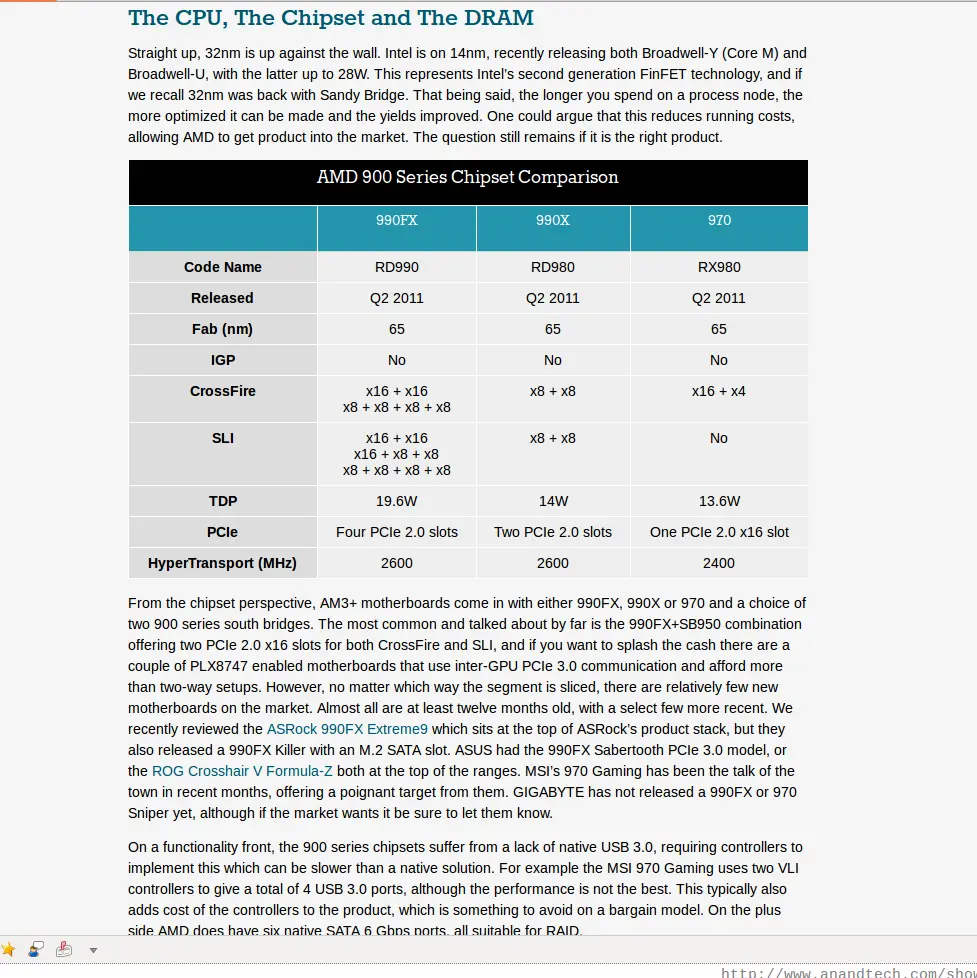 The CPU, The Chipset and The DRAM
Straight up, 32nm is up against the wall. Intel is on 14nm, recently releasing both Broadwell-Y (Core M) and
Broadwell-U, with the latter up to 28W. This represents Intel's second generation FinFET technology, and if
we recall 32nm was back with Sandy Bridge. That being said, the longer you spend on a process node, the
more optimized it can be made and the yields improved. One could argue that this reduces running costs,
allowing AMD to get product into the market. The question still remains if it is the right product.
AMD 900 Series Chipset Comparison
990FX 990X 970
Code Name RD990 RD980 RX980
Released Q2 2011 Q2 2011 Q2 2011
Fab (nm) 65 65 65
IGP No No No
CrossFire x16 + x16 x8 + x8 x16 + x4
x8 + x8 + x8 + x8
SLI x16 + x16 x8 + x8 No
x16 + x8 + x8
x8 + x8 + x8 + x8
TDP 19.6W 14W 13.6W
PCIe Four PCIe 2.0 slots Two PCIe 2.0 slots One PCIe 2.0 x16 slot
HyperTransport (MHz) 2600 2600 2400
From the chipset perspective, AM3+ motherboards come in with either 990FX, 990X or 970 and a choice of
two 900 series south bridges. The most common and talked about by far is the 990FX+SB950 combination
offering two PCIe 2.0 x16 slots for both CrossFire and SLI, and if you want to splash the cash there are a
couple of PLX8747 enabled motherboards that use inter-GPU PCIe 3.0 communication and afford more
than two-way setups. However, no matter which way the segment is sliced, there are relatively few new
motherboards on the market. Almost all are at least twelve months old, with a select few more recent. We
recently reviewed the ASRock 990FX Extreme9 which sits at the top of ASRock's product stack, but they
also released a 990FX Killer with an M.2 SATA slot. ASUS had the 990FX Sabertooth PCIe 3.0 model, or
the ROG Crosshair V Formula-Z both at the top of the ranges. MSI's 970 Gaming has been the talk of the
town in recent months, offering a poignant target from them. GIGABYTE has not released a 990FX or 970
Sniper yet, although if the market wants it be sure to let them know.
On a functionality front, the 900 series chipsets suffer from a lack of native USB 3.0, requiring controllers to
implement this which can be slower than a native solution. For example the MSI 970 Gaming uses two VLI
controllers to give a total of 4 USB 3.0 ports, although the performance is not the best. This typically also
adds cost of the controllers to the product, which is something to avoid on a bargain model. On the plus
side AMD does have six native SATA 6 Gbps ports, all suitable for RAID.
http://www.anandtech.com/show